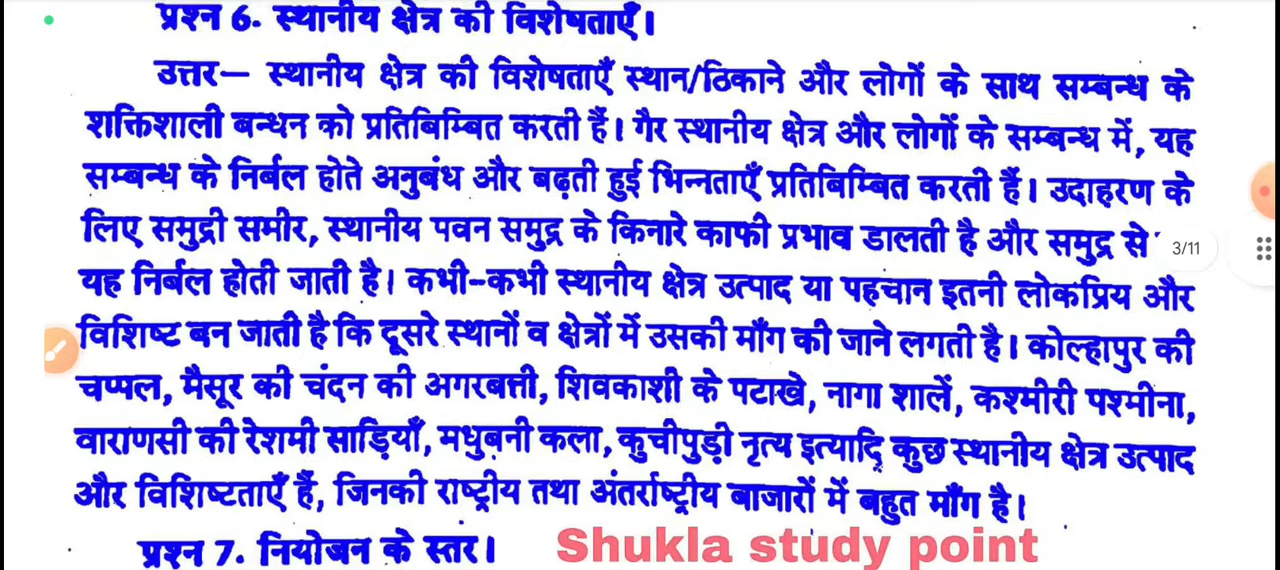 प्रश्न 6. स्थानीय क्षेत्र की विशेषताएँ।
उत्तर— स्थानीय क्षेत्र की विशेषताएँ स्थान/ठिकाने और लोगों के साथ सम्बन्ध के
शक्तिशाली बन्धन को प्रतिबिम्बित करती हैं। गैर स्थानीय क्षेत्र और लोगों के सम्बन्ध में, यह
सम्बन्ध के निर्बल होते अनुबंध और बढ़ती हुई भिन्नताएँ प्रतिबिम्बित करती हैं। उदाहरण के
लिए समुद्री समीर, स्थानीय पवन समुद्र के किनारे काफी प्रभाव डालती है और समुद्र से
3/11
यह निर्बल होती जाती है। कभी-कभी स्थानीय क्षेत्र उत्पाद या पहचान इतनी लोकप्रिय और
विशिष्ट बन जाती है कि दूसरे स्थानों व क्षेत्रों में उसकी माँग की जाने लगती है। कोल्हापुर की
चप्पल, मैसूर की चंदन की अगरबत्ती, शिवकाशी के पटाखे, नागा शालें, कश्मीरी पश्मीना,
वाराणसी की रेशमी साड़ियाँ, मधुबनी कला, कुचीपुड़ी नृत्य इत्यादि कुछ स्थानीय क्षेत्र उत्पाद
और विशिष्टताएँ हैं, जिनकी राष्ट्रीय तथा अंतर्राष्ट्रीय बाजारों में बहुत माँग है।
प्रश्न 7. नियोजन के स्तर।
Shukla study point